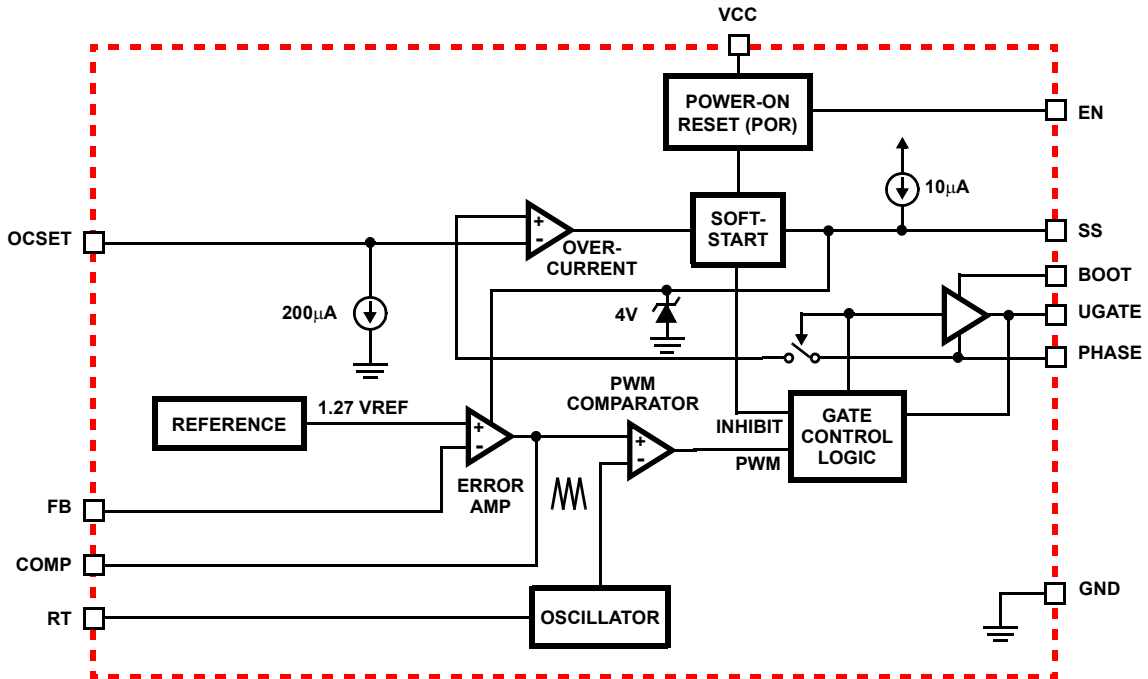 VCC
POWER-ON
RESET (POR)
EN
10μA
OCSET
+
-
OVER-
CURRENT
SOFT-
START
SS
BOOT
200μA
4V
UGATE
PHASE
PWM
COMPARATOR
REFERENCE
1.27 VREF
+
-
+
-
INHIBIT
PWM
GATE
CONTROL
LOGIC
ERROR
AMP
FB
COMP
GND
RT
OSCILLATOR